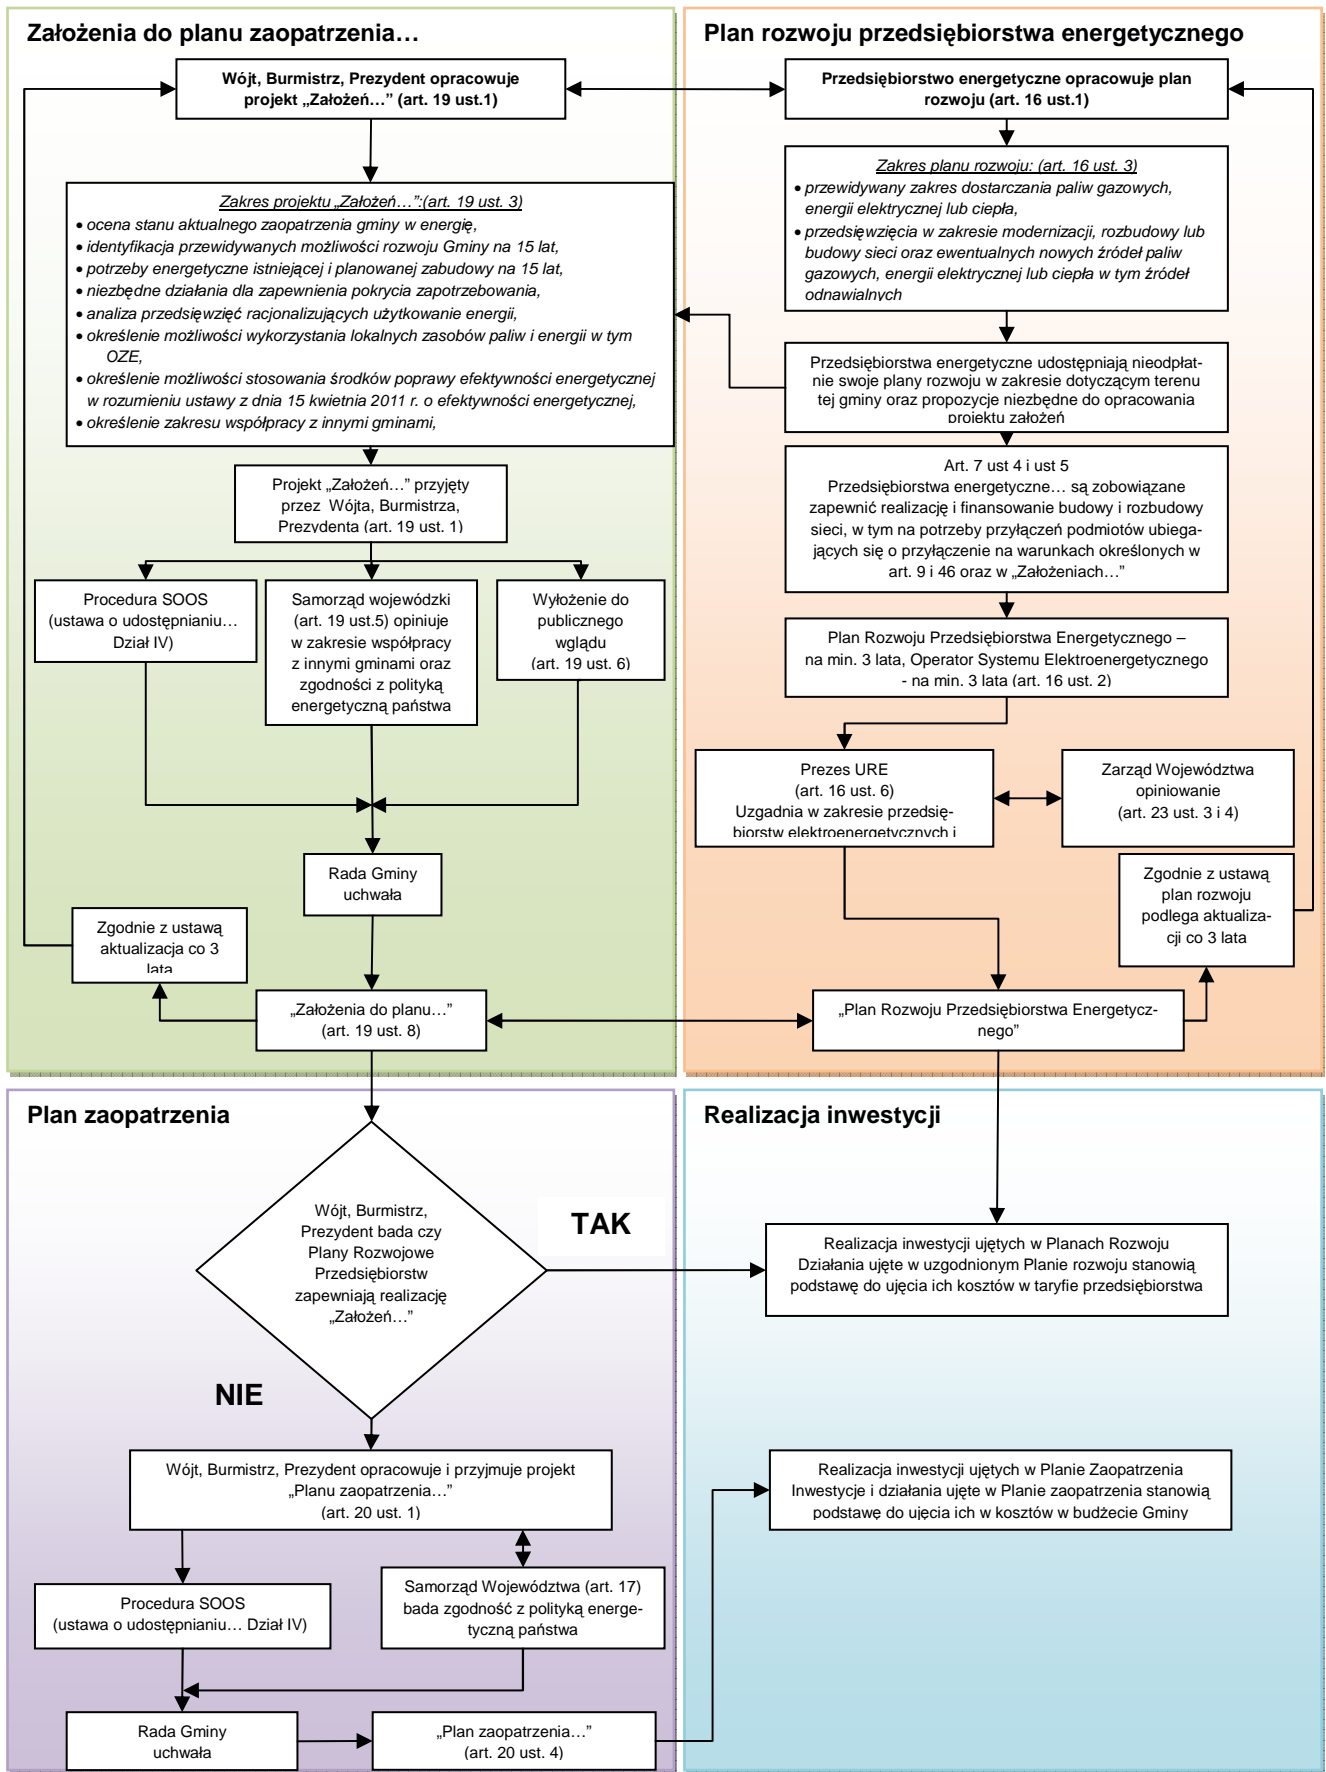 Założenia do planu zaopatrzenia…
Wójt, Burmistrz, Prezydent opracowuje
projekt „Założeń…” (art. 19 ust.1)
Zakres projektu „Założeń…”:(art. 19 ust. 3)
• ocena stanu aktualnego zaopatrzenia gminy w energię,
• identyfikacja przewidywanych możliwości rozwoju Gminy na 15 lat,
• potrzeby energetyczne istniejącej i planowanej zabudowy na 15 lat,
• niezbędne działania dla zapewnienia pokrycia zapotrzebowania,
• analiza przedsięwzięć racjonalizujących użytkowanie energii,
• określenie możliwości wykorzystania lokalnych zasobów paliw i energii w tym
OZE,
• określenie możliwości stosowania środków poprawy efektywności energetycznej
w rozumieniu ustawy z dnia 15 kwietnia 2011 r. o efektywności energetycznej,
• określenie zakresu współpracy z innymi gminami,
Projekt „Założeń…” przyjęty
przez Wójta, Burmistrza,
Prezydenta (art. 19 ust. 1)
Procedura SOOS
(ustawa o udostępnianiu…
Dział IV)
Samorząd wojewódzki
(art. 19 ust.5) opiniuje
w zakresie współpracy
z innymi gminami oraz
zgodności z polityką
energetyczną państwa
Wyłożenie do
publicznego
wglądu
(art. 19 ust. 6)
Rada Gminy
uchwała
Zgodnie z ustawą
aktualizacja co 3
lata
„Założenia do planu…”
(art. 19 ust. 8)
Plan rozwoju przedsiębiorstwa energetycznego
Przedsiębiorstwo energetyczne opracowuje plan
rozwoju (art. 16 ust.1)
Zakres planu rozwoju: (art. 16 ust. 3)
• przewidywany zakres dostarczania paliw gazowych,
energii elektrycznej lub ciepła,
• przedsięwzięcia w zakresie modernizacji, rozbudowy lub
budowy sieci oraz ewentualnych nowych źródeł paliw
gazowych, energii elektrycznej lub ciepła w tym źródeł
odnawialnych
Przedsiębiorstwa energetyczne udostępniają nieodpłat-
nie swoje plany rozwoju w zakresie dotyczącym terenu
tej gminy oraz propozycje niezbędne do opracowania
projektu założeń
Art. 7 ust 4 i ust 5
Przedsiębiorstwa energetyczne… są zobowiązane
zapewnić realizację i finansowanie budowy i rozbudowy
sieci, w tym na potrzeby przyłączeń podmiotów ubiega-
jących się o przyłączenie na warunkach określonych w
art. 9 i 46 oraz w „Założeniach…”
Plan Rozwoju Przedsiębiorstwa Energetycznego –
na min. 3 lata, Operator Systemu Elektroenergetycznego
- na min. 3 lata (art. 16 ust. 2)
Prezes URE
(art. 16 ust. 6)
Uzgadnia w zakresie przedsię-
biorstw elektroenergetycznych i
Zarząd Województwa
opiniowanie
(art. 23 ust. 3 i 4)
Zgodnie z ustawą
plan rozwoju
podlega aktualiza-
cji co 3 lata
„Plan Rozwoju Przedsiębiorstwa Energetycz-
nego”
Plan zaopatrzenia
Wójt, Burmistrz,
Prezydent bada czy
Plany Rozwojowe
Przedsiębiorstw
zapewniają realizację
„Założeń…”
TAK
NIE
Wójt, Burmistrz, Prezydent opracowuje i przyjmuje projekt
„Planu zaopatrzenia…”
(art. 20 ust. 1)
Procedura SOOS
(ustawa o udostępnianiu… Dział IV)
Samorząd Województwa (art. 17)
bada zgodność z polityką energe-
tyczną państwa
Rada Gminy
uchwała
„Plan zaopatrzenia…”
(art. 20 ust. 4)
Realizacja inwestycji
Realizacja inwestycji ujętych w Planach Rozwoju
Działania ujęte w uzgodnionym Planie rozwoju stanowią
podstawę do ujęcia ich kosztów w taryfie przedsiębiorstwa
Realizacja inwestycji ujętych w Planie Zaopatrzenia
Inwestycje i działania ujęte w Planie zaopatrzenia stanowią
podstawę do ujęcia ich w kosztów w budżecie Gminy